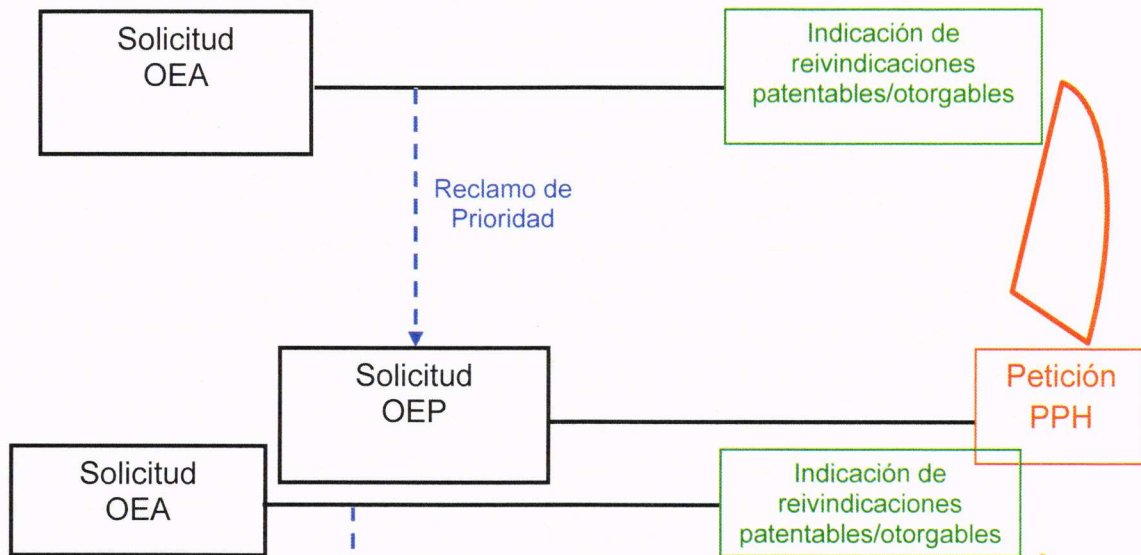 Solicitud
OEA
Indicación de
reivindicaciones
patentables/otorgables
Reclamo de
Prioridad
Solicitud
OEP
Petición
PPH
Solicitud
OEA
Indicación de
reivindicaciones
patentables/otorgables